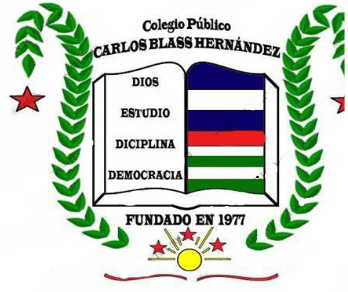 Colegio Público
CARLOS BLASS HERNÁNDEZ
DIOS
ESTUDIO
DICIPLINA
DEMOCRACIA
FUNDADO EN 1977